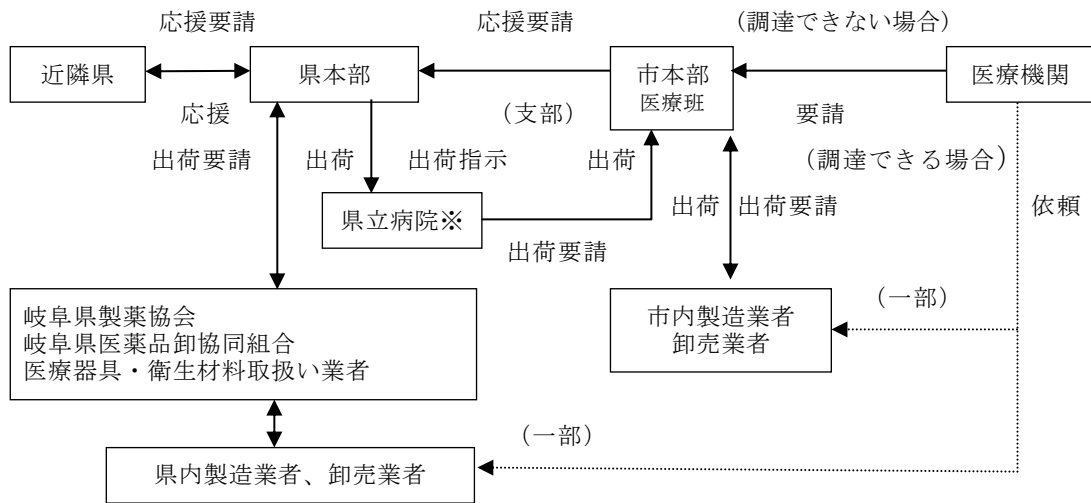 応援要請
応援要請
(調達できない場合)
近隣県
県本部
市本部
医療班
医療機関
応援
(支部)
要請
出荷要請
出荷
出荷指示
出荷
(調達できる場合)
県立病院※
出荷
出荷要請
依頼
出荷要請
岐阜県製薬協会
岐阜県医薬品卸協同組合
医療器具・衛生材料取扱い業者
市内製造業者
卸売業者
(一部)
(一部)
県内製造業者、卸売業者